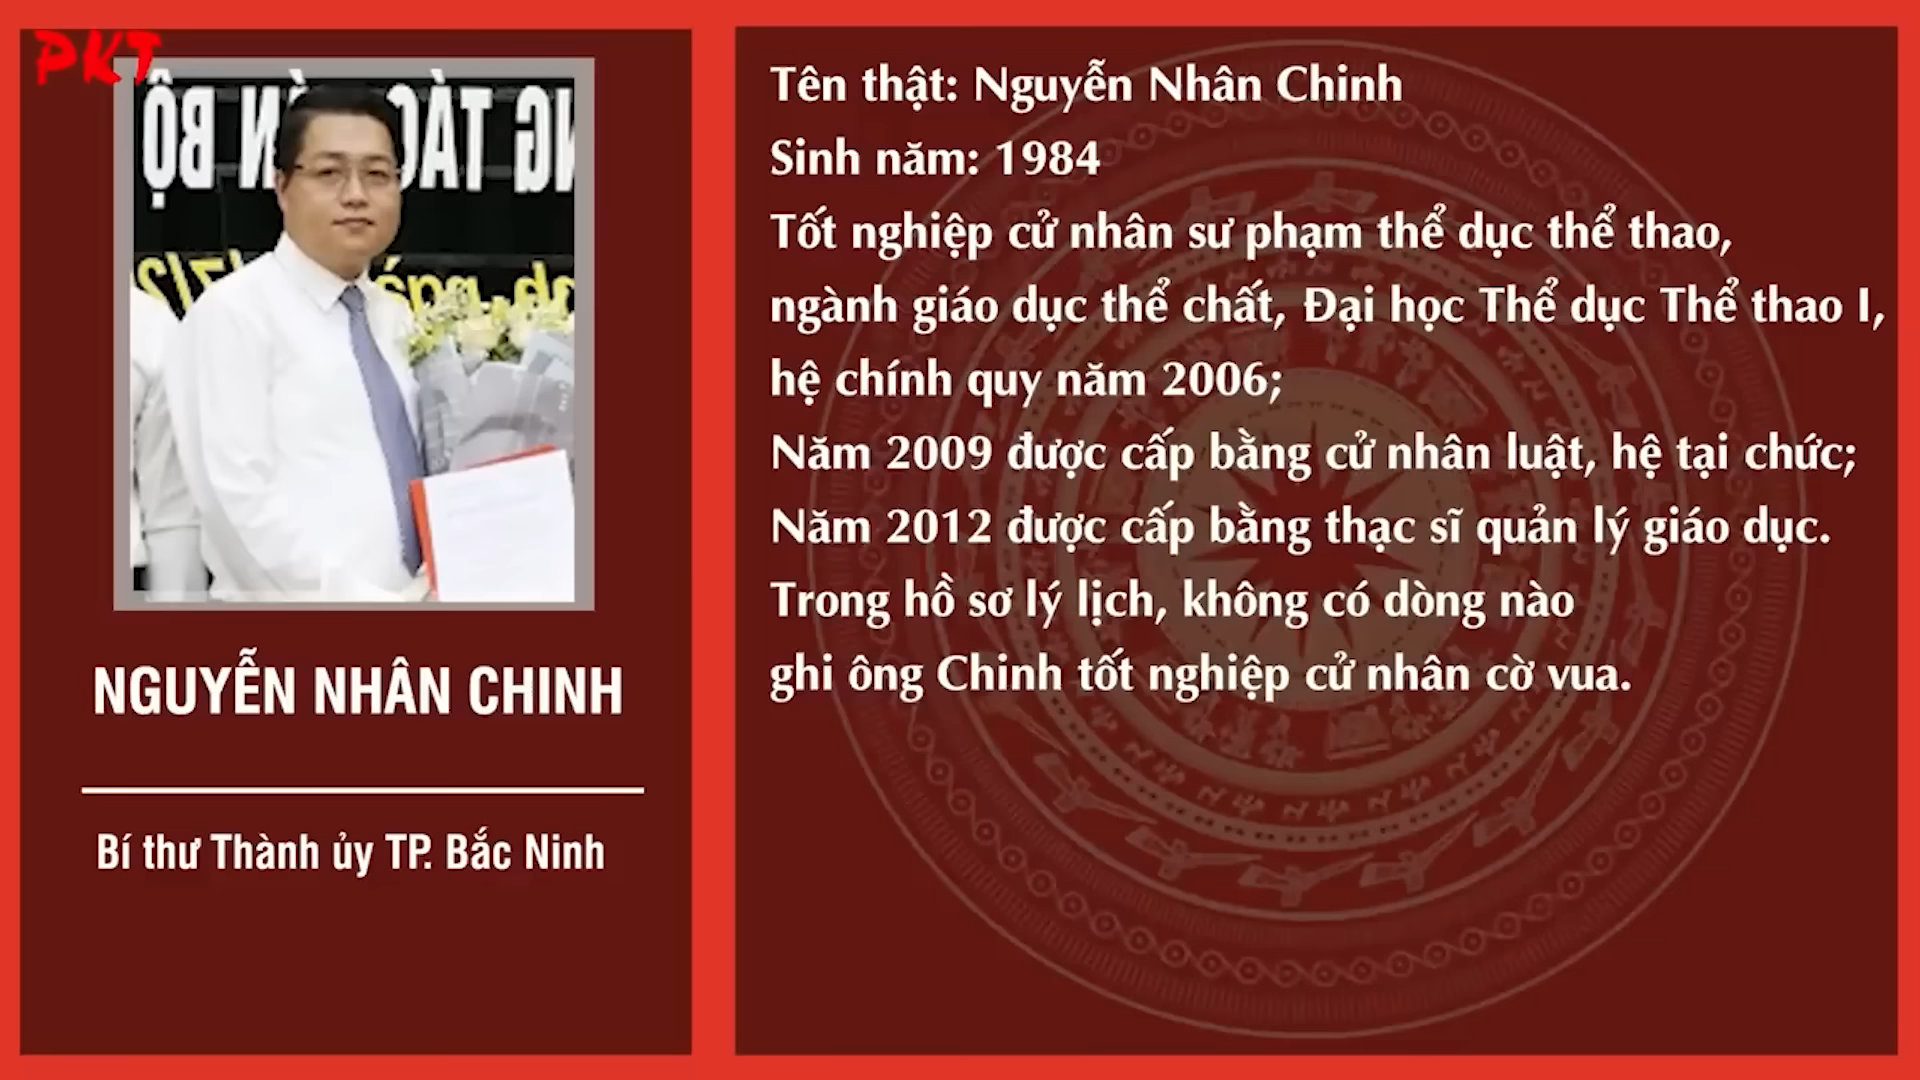 PKT
NGUYỄN NHÂN CHINH
Bí thư Thành ủy TP. Bắc Ninh
Tên thật: Nguyễn Nhân Chinh
Sinh năm: 1984
Tốt nghiệp cử nhân sư phạm thể dục thể thao,
ngành giáo dục thể chất, Đại học Thể dục Thể thao I,
hệ chính quy năm 2006;
Năm 2009 được cấp bằng cử nhân luật, hệ tại chức;
Năm 2012 được cấp bằng thạc sĩ quản lý giáo dục.
Trong hồ sơ lý lịch, không có dòng nào
ghi ông Chinh tốt nghiệp cử nhân cờ vua.